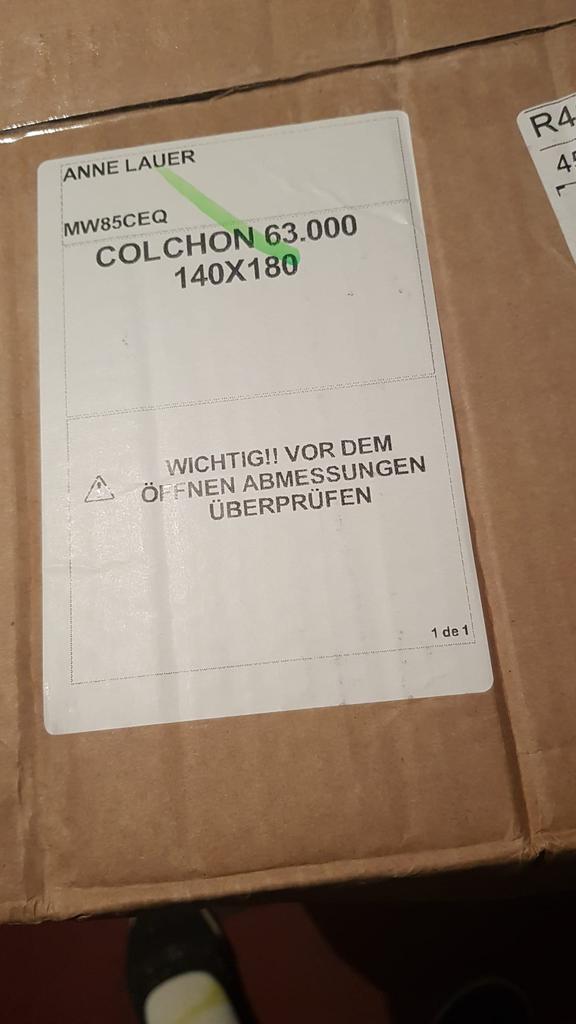 ANNE LAUER
MW85CEQ
COLCHON 63.000
140X180
WICHTIG!! VOR DEM
ÖFFNEN ABMESSUNGEN
ÜBERPRÜFEN
1 de 1
R4